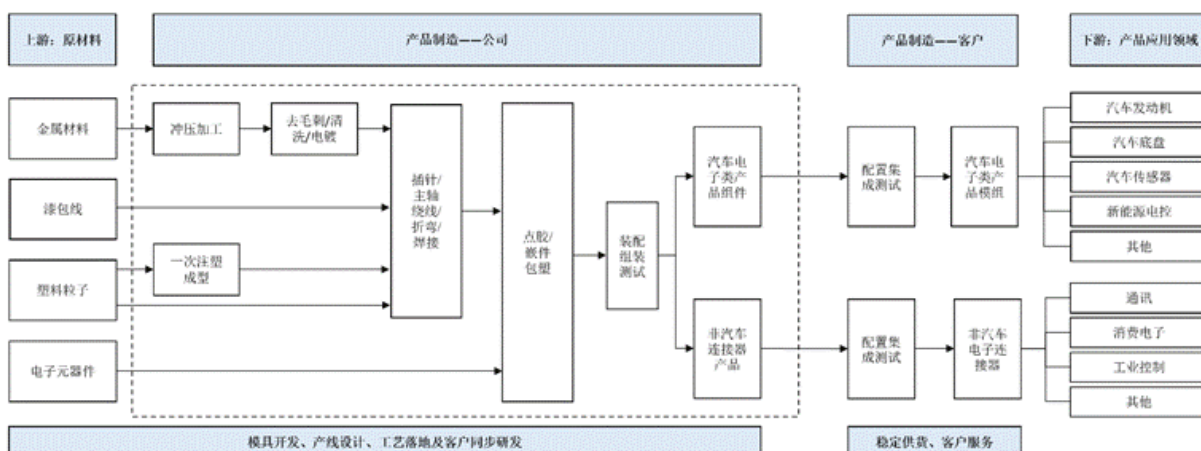 上游：原材料
产品制造——公司
产品制造——客户
下游：产品应用领域
金属材料
漆包线
塑料粒子
电子元器件
冲压加工
去毛刺/清
洗/电镀
一次注塑
成型
插针/
主轴
绕线/
折弯/
焊接
点胶/
嵌件
包塑
装配
组装
测试
汽车电
子类产
品组件
非汽车
连接器
产品
配置集
成测试
汽车电
子类产
品模组
配置集
成测试
非汽车
电子连
接器
汽车发动机
汽车底盘
汽车传感器
新能源电控
其他
通讯
消费电子
工业控制
其他
模具开发、产线设计、工艺落地及客户同步研发
稳定供货、客户服务